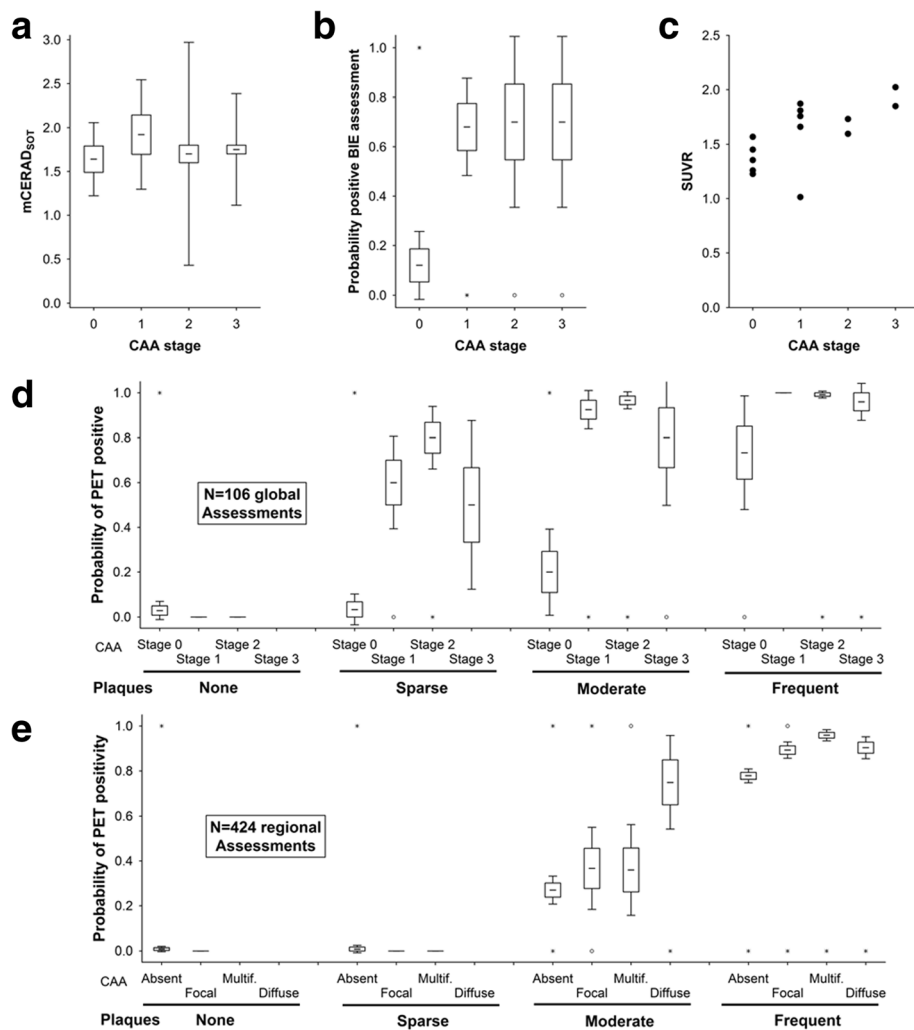 a
mCERADSOT
3.0
2.5
2.0
1.5
1.0
0.5
0.0
0 1 2 3
CAA stage
b
Probability positive BIE assessment
1.0
0.8
0.6
0.4
0.2
0.0
0 1 2 3
CAA stage
c
SUVR
2.5
2.0
1.5
1.0
0.5
0.0
0 1 2 3
CAA stage
d
Probability of PET positive
1.0
0.8
0.6
0.4
0.2
0.0
N=106 global
Assessments
CAA Stage 0 Stage 2 Stage 0 Stage 2 Stage 0 Stage 2 Stage 0 Stage 2
Stage 1 Stage 3 Stage 1 Stage 3 Stage 1 Stage 3 Stage 1 Stage 3
Plaques None Sparse Moderate Frequent
e
Probability of PET positivity
1.0
0.8
0.6
0.4
0.2
0.0
N=424 regional
Assessments
CAA Absent Multif. Absent Multif. Absent Multif. Absent Multif.
Focal Diffuse Focal Diffuse Focal Diffuse Focal Diffuse
Plaques None Sparse Moderate Frequent